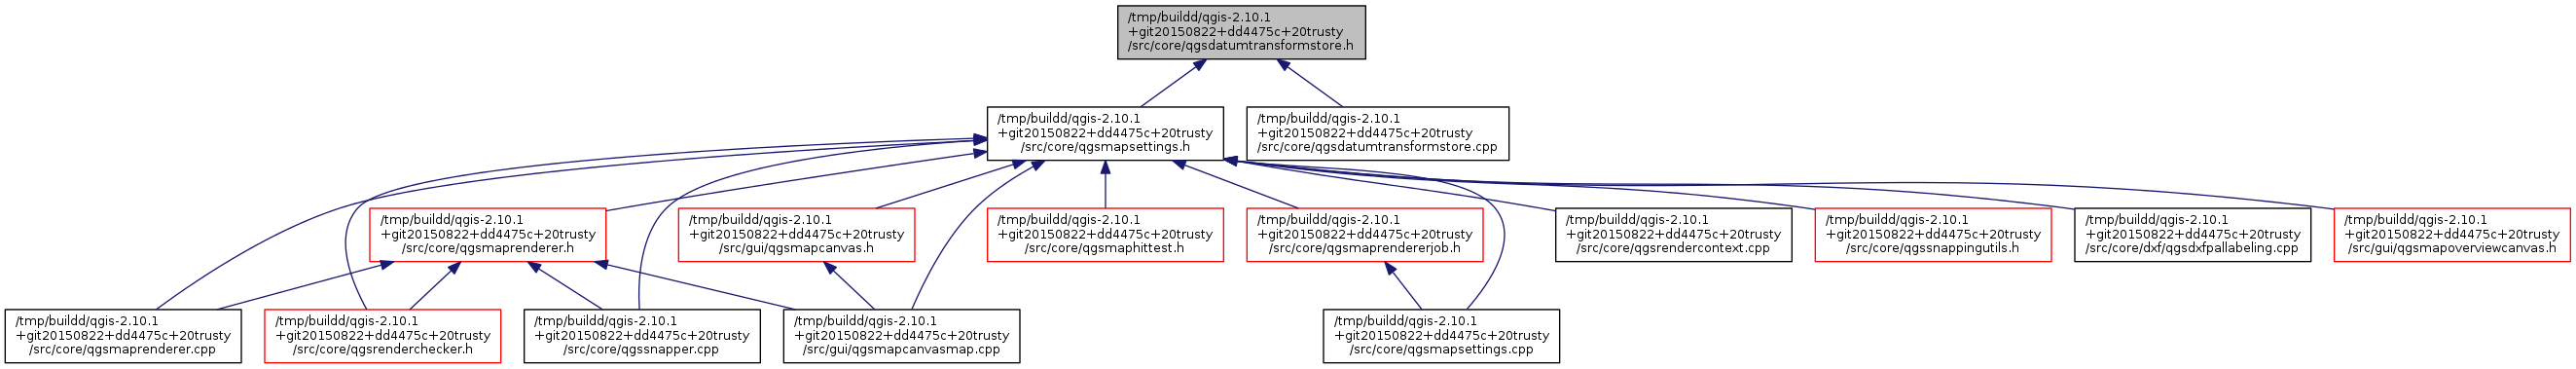 /tmp/buildd/qgis-2.10.1
+git20150822+dd4475c+20trusty
/src/core/qgsdatumtransformstore.h
/tmp/buildd/qgis-2.10.1
+git20150822+dd4475c+20trusty
/src/core/qgsmapsettings.h
/tmp/buildd/qgis-2.10.1
+git20150822+dd4475c+20trusty
/src/core/qgsdatumtransformstore.cpp
/tmp/buildd/qgis-2.10.1
+git20150822+dd4475c+20trusty
/src/core/qgsmaprenderer.h
/tmp/buildd/qgis-2.10.1
+git20150822+dd4475c+20trusty
/src/gui/qgsmapcanvas.h
/tmp/buildd/qgis-2.10.1
+git20150822+dd4475c+20trusty
/src/core/qgsmaphittest.h
/tmp/buildd/qgis-2.10.1
+git20150822+dd4475c+20trusty
/src/core/qgsmaprendererjob.h
/tmp/buildd/qgis-2.10.1
+git20150822+dd4475c+20trusty
/src/core/qgsrendercontext.cpp
/tmp/buildd/qgis-2.10.1
+git20150822+dd4475c+20trusty
/src/core/qgssnappingutils.h
/tmp/buildd/qgis-2.10.1
+git20150822+dd4475c+20trusty
/src/core/dxf/qgsdxfpallabeling.cpp
/tmp/buildd/qgis-2.10.1
+git20150822+dd4475c+20trusty
/src/gui/qgsmapoverviewcanvas.h
/tmp/buildd/qgis-2.10.1
+git20150822+dd4475c+20trusty
/src/core/qgsmaprenderer.cpp
/tmp/buildd/qgis-2.10.1
+git20150822+dd4475c+20trusty
/src/core/qgsrenderchecker.h
/tmp/buildd/qgis-2.10.1
+git20150822+dd4475c+20trusty
/src/core/qgssnapper.cpp
/tmp/buildd/qgis-2.10.1
+git20150822+dd4475c+20trusty
/src/gui/qgsmapcanvasmap.cpp
/tmp/buildd/qgis-2.10.1
+git20150822+dd4475c+20trusty
/src/core/qgsmapsettings.cpp